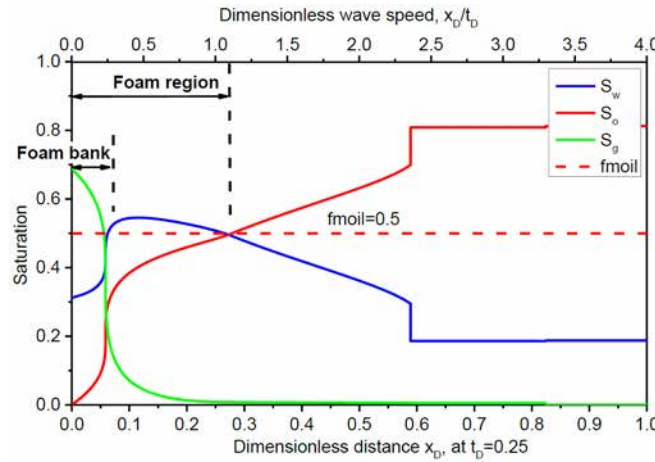 Dimensionless wave speed, x_D/t_D
0.0 0.5 1.0 1.5 2.0 2.5 3.0 3.5 4.0
1.0
0.8
0.6
0.4
0.2
0.0
Saturation
Foam region
Foam bank
S_w
S_o
S_g
fmoil
fmoil=0.5
0.0 0.1 0.2 0.3 0.4 0.5 0.6 0.7 0.8 0.9 1.0
Dimensionless distance x_D, at t_D=0.25